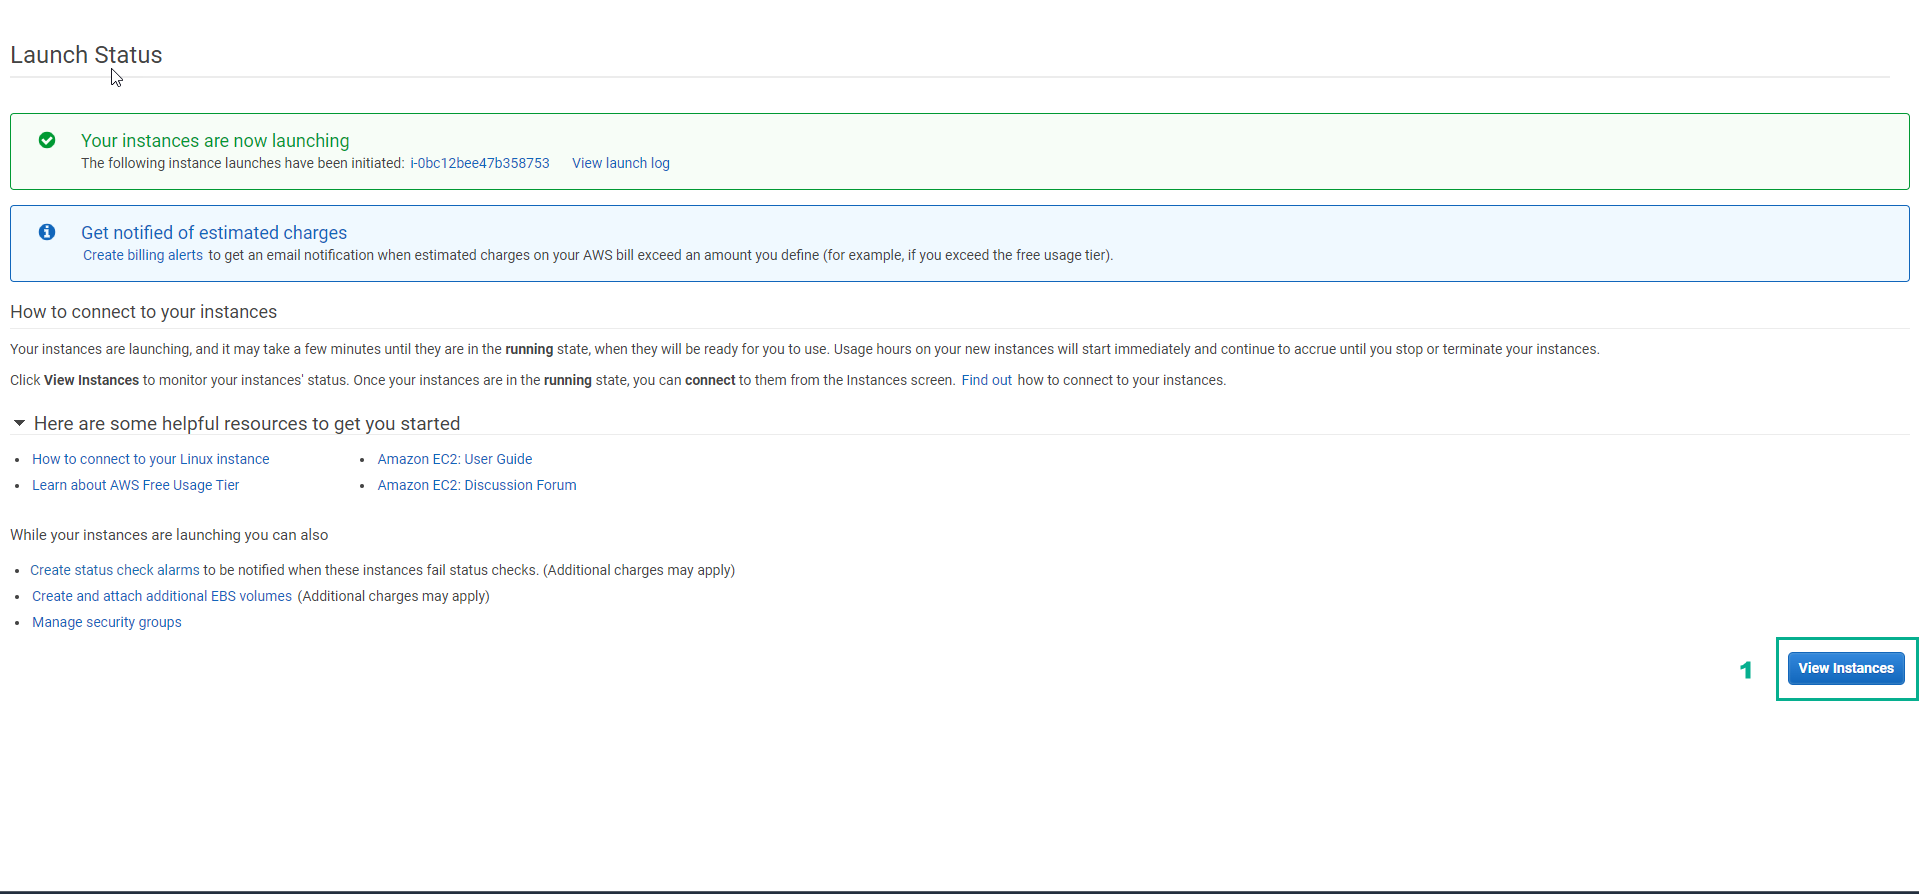 Launch Status
Your instances are now launching
The following instance launches have been initiated: i-0bc12bee47b358753 View launch log
Get notified of estimated charges
Create billing alerts to get an email notification when estimated charges on your AWS bill exceed an amount you define (for example, if you exceed the free usage tier).
How to connect to your instances
Your instances are launching, and it may take a few minutes until they are in the running state, when they will be ready for you to use. Usage hours on your new instances will start immediately and continue to accrue until you stop or terminate your instances.
Click View Instances to monitor your instances' status. Once your instances are in the running state, you can connect to them from the Instances screen. Find out how to connect to your instances.
Here are some helpful resources to get you started
• How to connect to your Linux instance • Amazon EC2: User Guide
• Learn about AWS Free Usage Tier • Amazon EC2: Discussion Forum
While your instances are launching you can also
• Create status check alarms to be notified when these instances fail status checks. (Additional charges may apply)
• Create and attach additional EBS volumes (Additional charges may apply)
• Manage security groups
1 View Instances